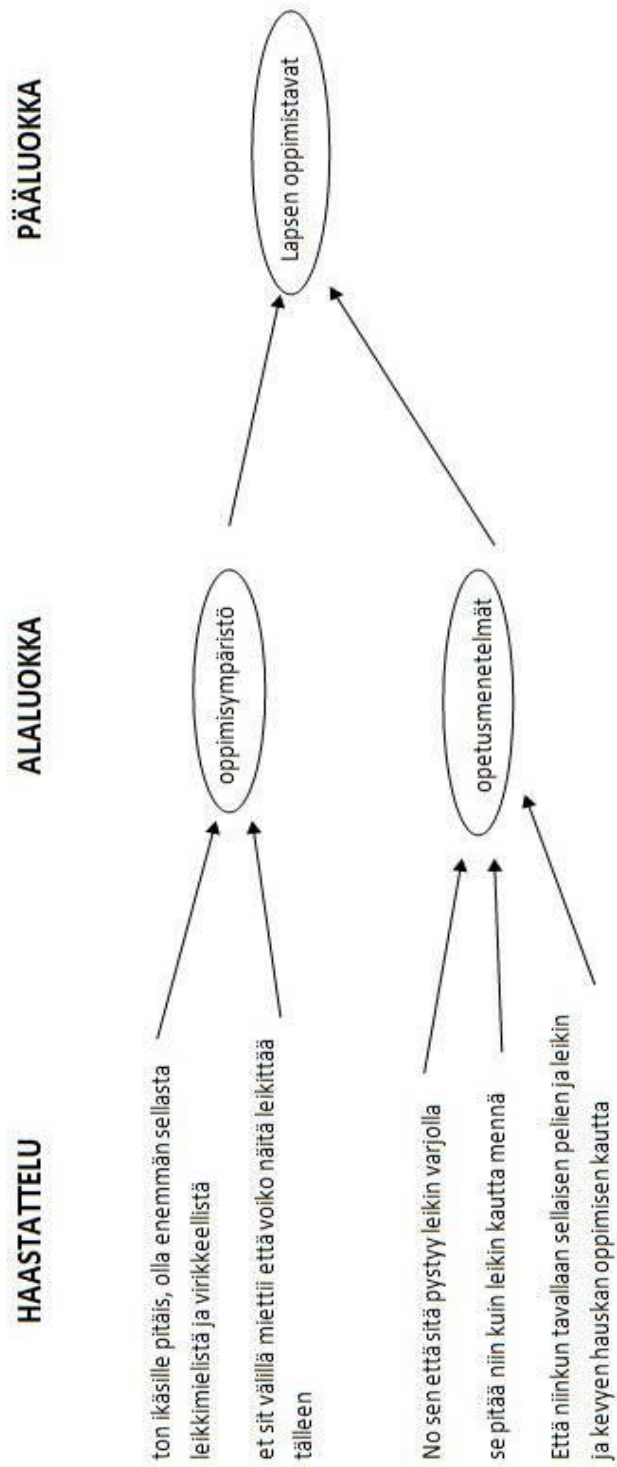 HAASTATTELU
ALALUOKKA
PÄÄLUOKKA
ton ikäsille pitäis, olla enemmän sellasta
leikkimielistä ja virikkeellistä
et sit välillä miettii että voiko näitä leikittää
tälleen
oppimisympäristö
Lapsen oppimistavat
No sen että sitä pystyy leikin varjolla
se pitää niin kuin leikin kautta mennä
Että niinkun tavallaan sellaisen pelien ja leikin
ja kevyen hauskan oppimisen kautta
opetusmenetelmät